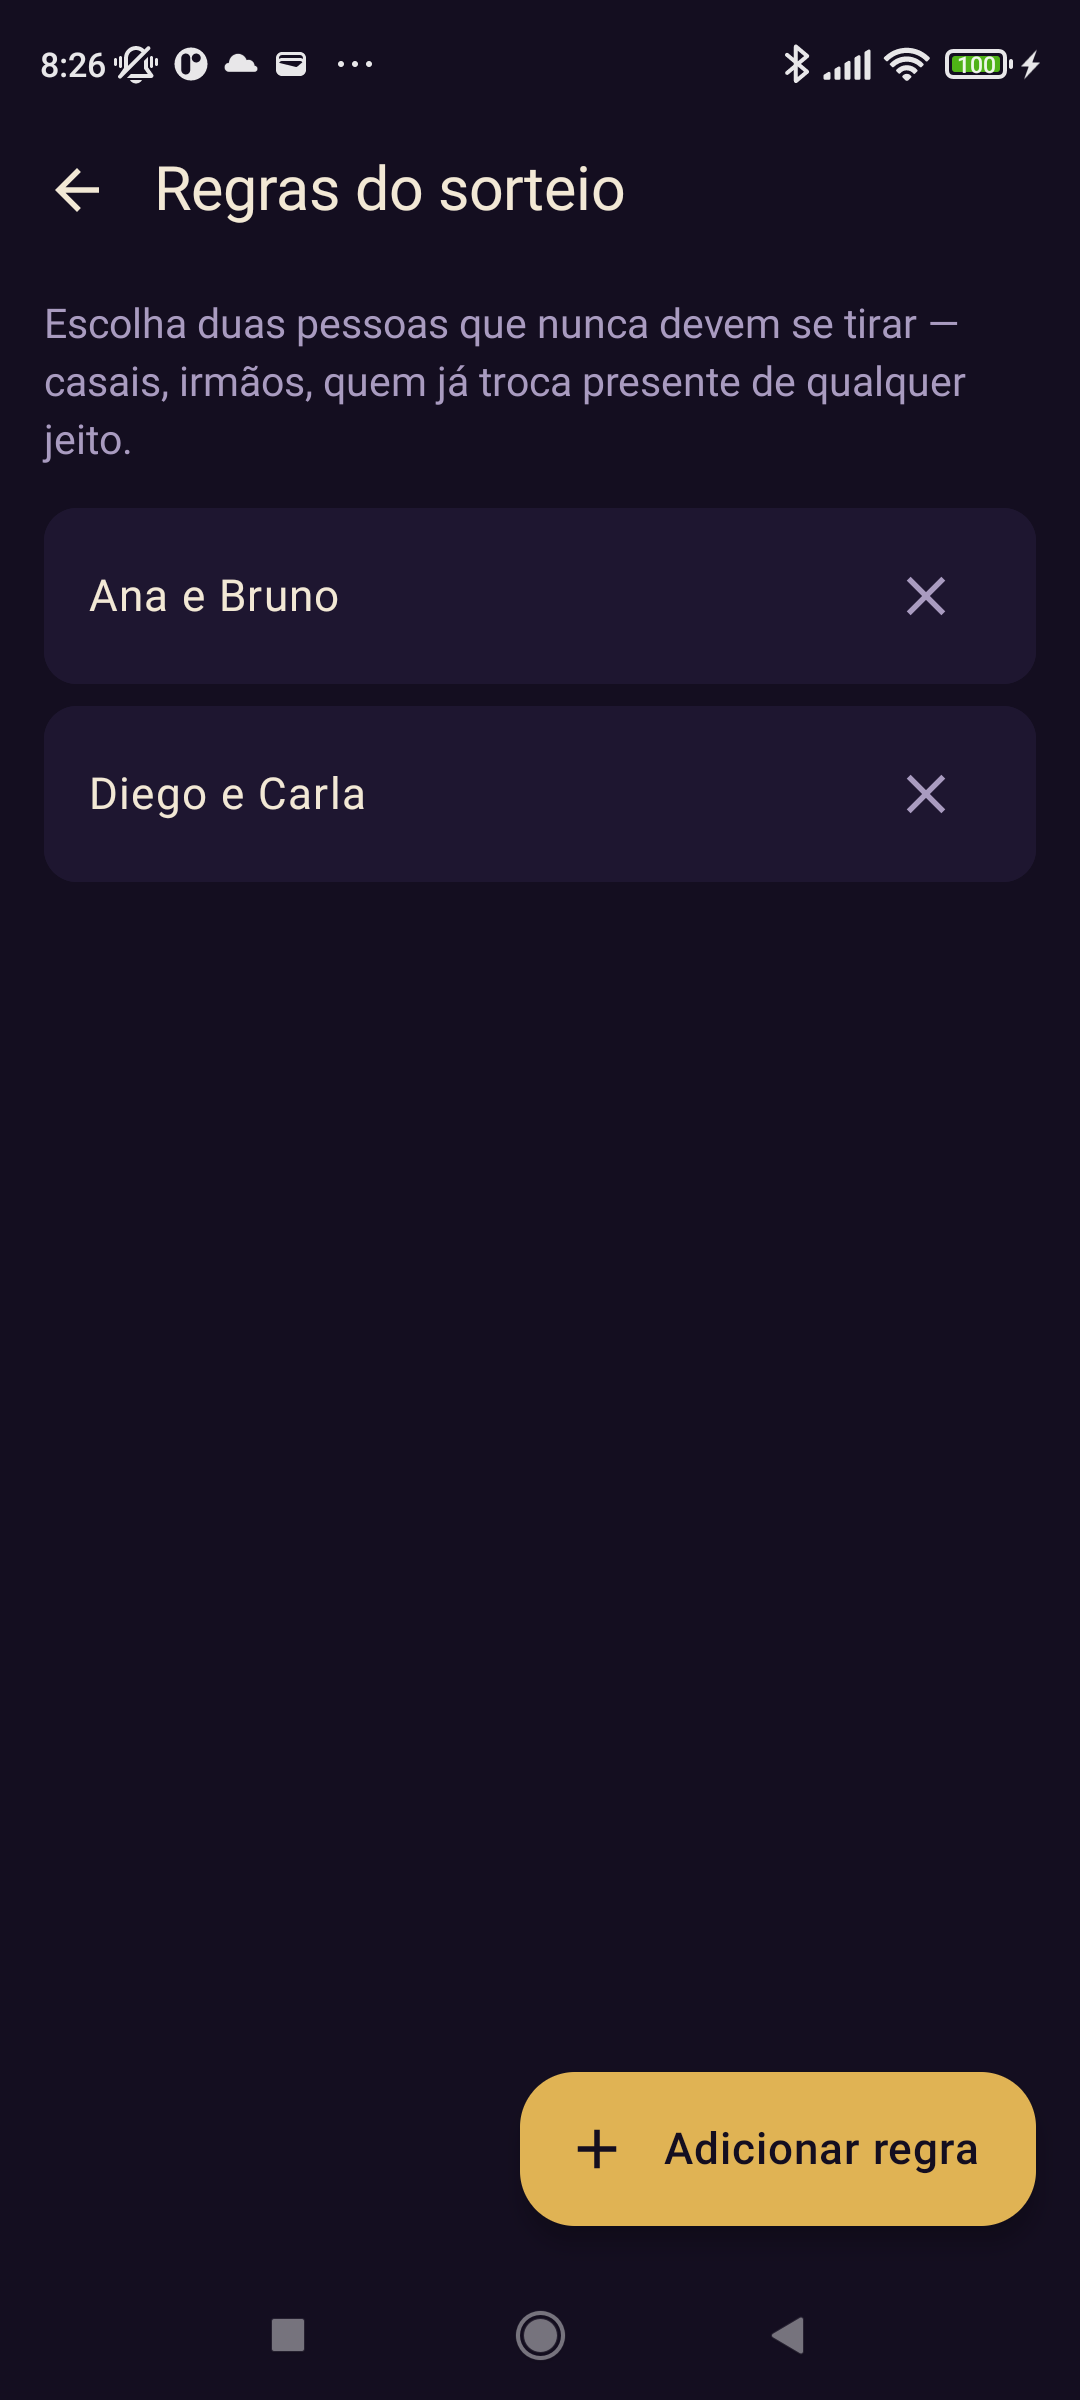 8:26
100
Regras do sorteio
Escolha duas pessoas que nunca devem se tirar —
casais, irmãos, quem já troca presente de qualquer
jeito.
Ana e Bruno
Diego e Carla
Adicionar regra